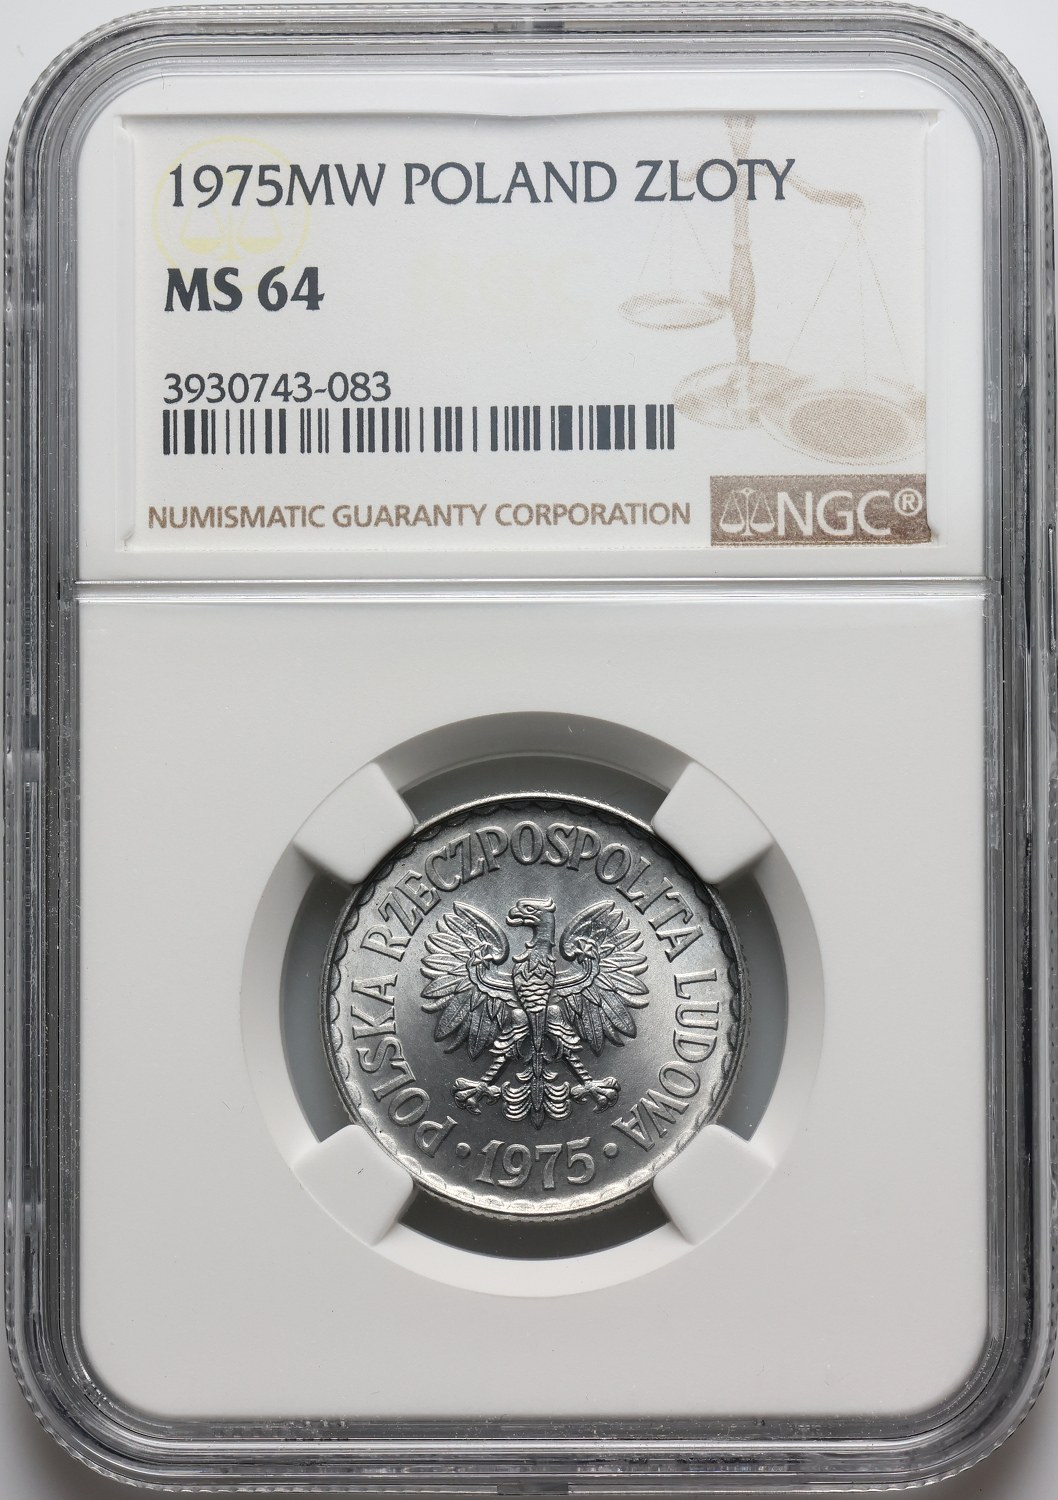 1975MW POLAND ZLOTY
MS 64
3930743-083
NUMISMATIC GUARANTY CORPORATION
NGC®
POLSKA RZECZPOSPOLITA LUDOWA
· 1975 ·